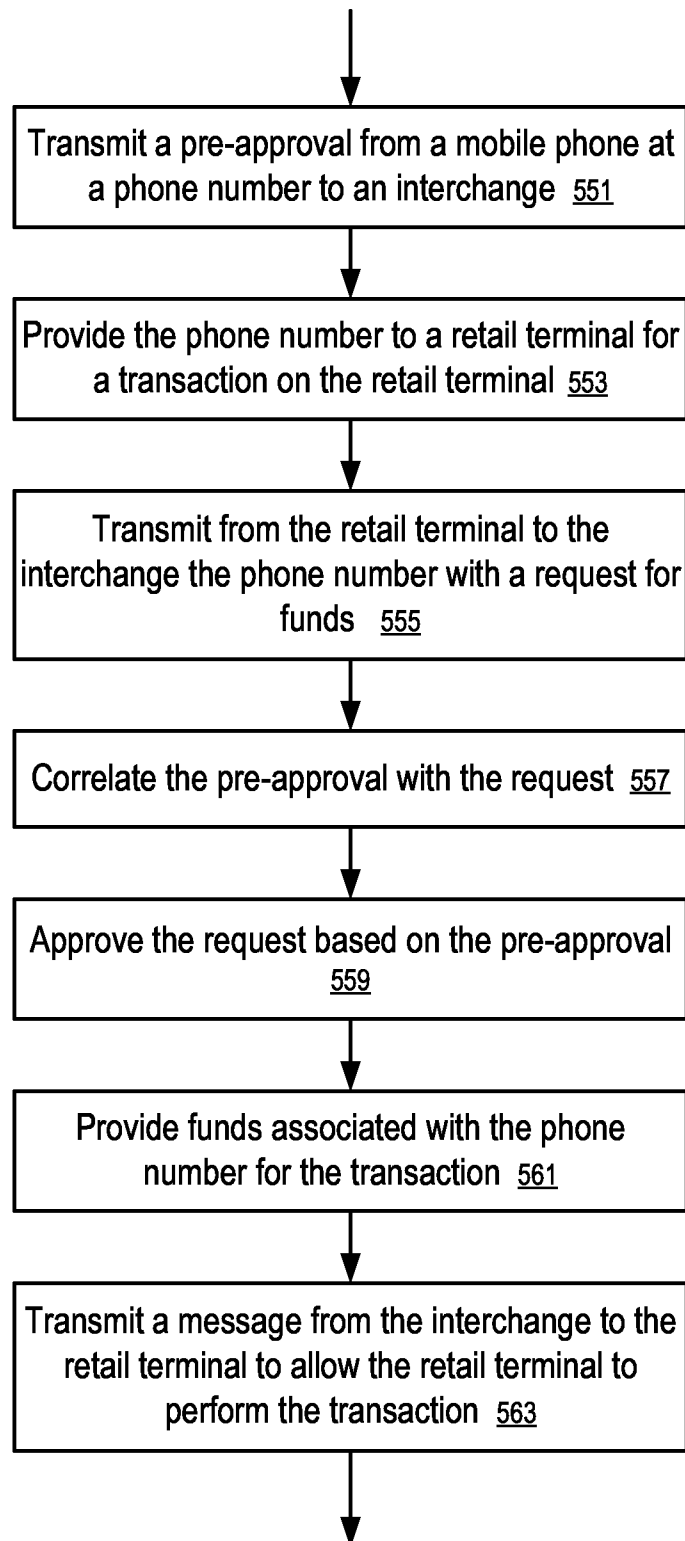 Transmit a pre-approval from a mobile phone at
a phone number to an interchange 551
Provide the phone number to a retail terminal for
a transaction on the retail terminal 553
Transmit from the retail terminal to the
interchange the phone number with a request for
funds 555
Correlate the pre-approval with the request 557
Approve the request based on the pre-approval
559
Provide funds associated with the phone
number for the transaction 561
Transmit a message from the interchange to the
retail terminal to allow the retail terminal to
perform the transaction 563